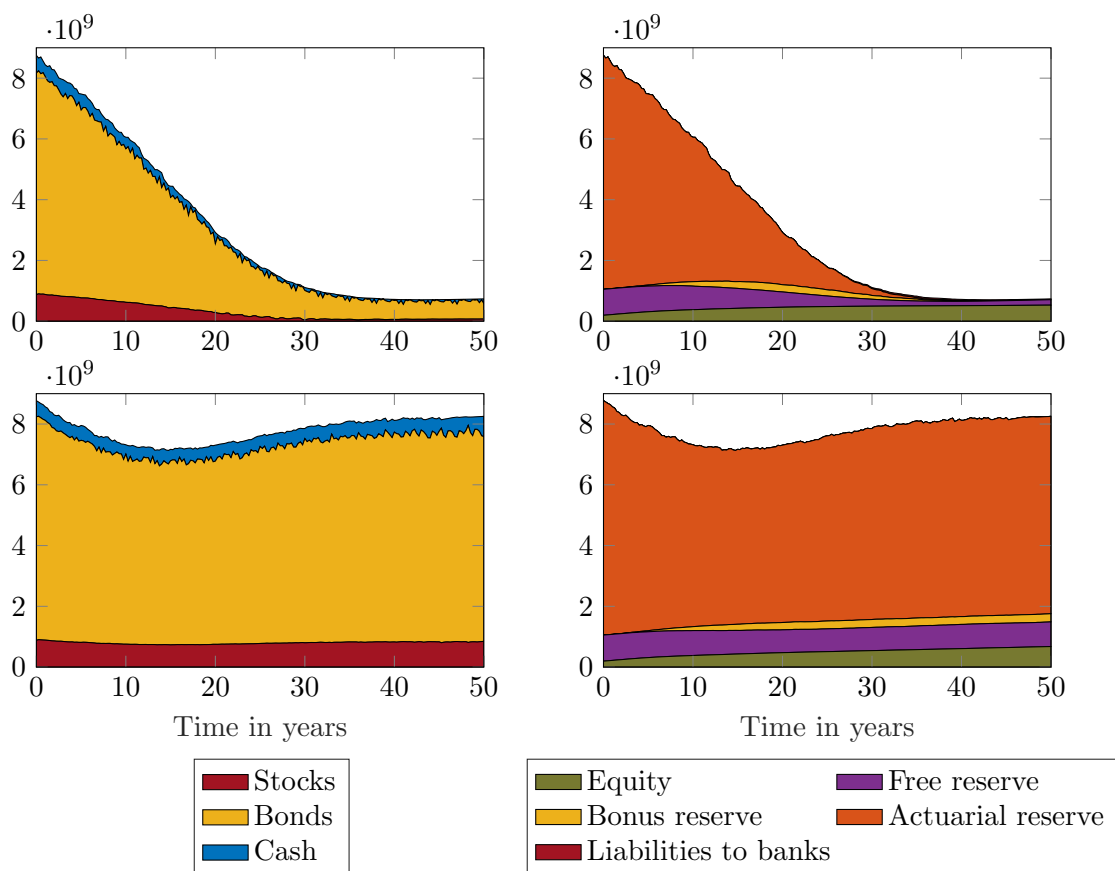 ·10^9
8
6
4
2
0
0 10 20 30 40 50
·10^9
8
6
4
2
0
0 10 20 30 40 50
·10^9
8
6
4
2
0
0 10 20 30 40 50
Time in years
·10^9
8
6
4
2
0
0 10 20 30 40 50
Time in years
Stocks
Bonds
Cash
Equity
Free reserve
Bonus reserve
Actuarial reserve
Liabilities to banks